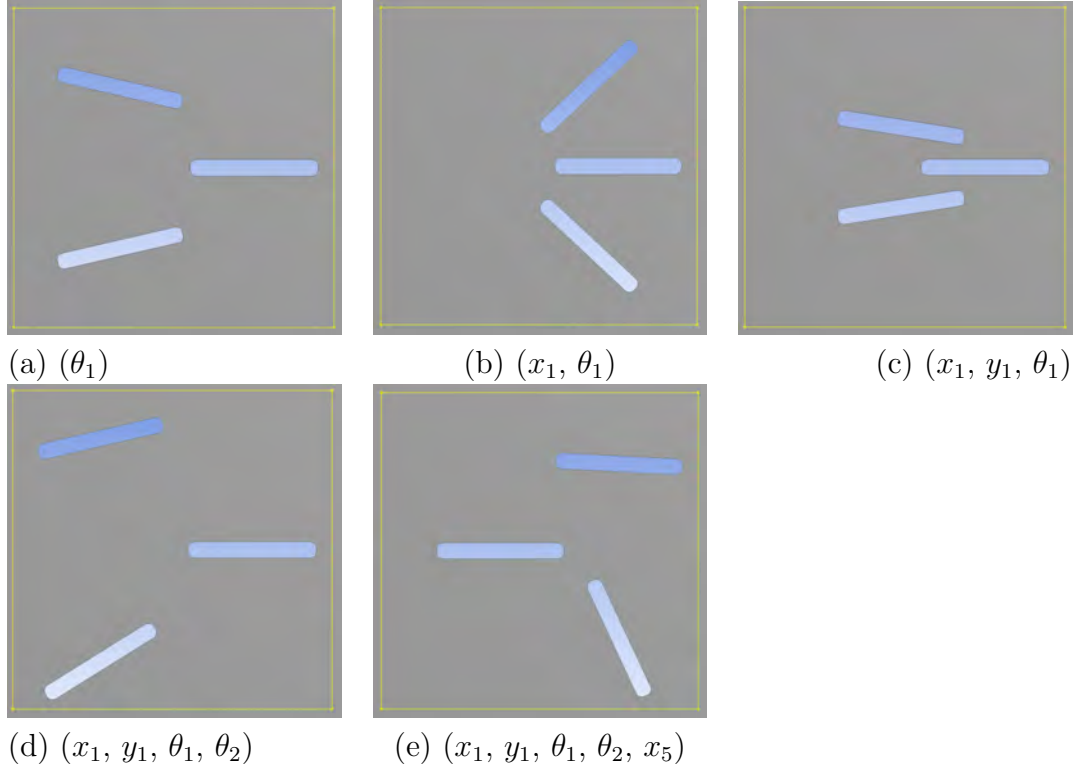 (a) (θ₁)
(b) (x₁, θ₁)
(c) (x₁, y₁, θ₁)
(d) (x₁, y₁, θ₁, θ₂)
(e) (x₁, y₁, θ₁, θ₂, x₅)